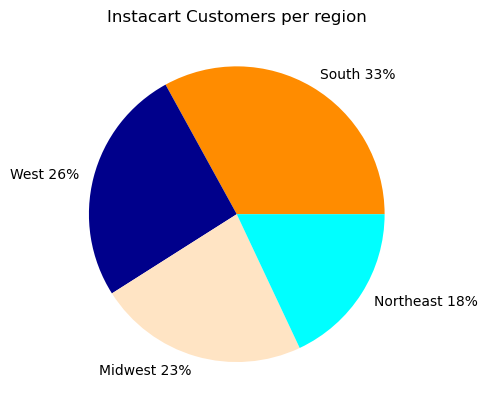 Instacart Customers per region
South 33%
West 26%
Northeast 18%
Midwest 23%